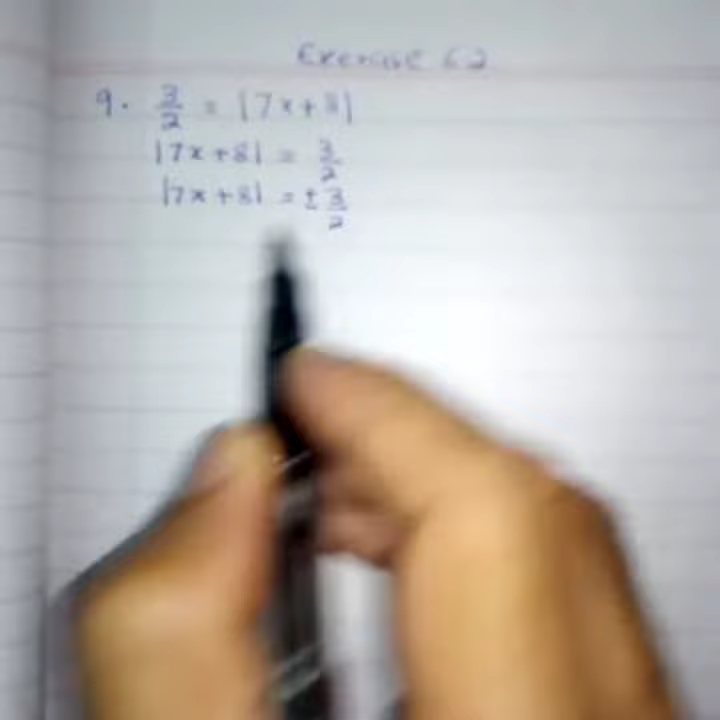 Exercise 6.2
9. 3/2 = |7x+8|
|7x+8| = 3/2
|7x+8| = ± 3/2